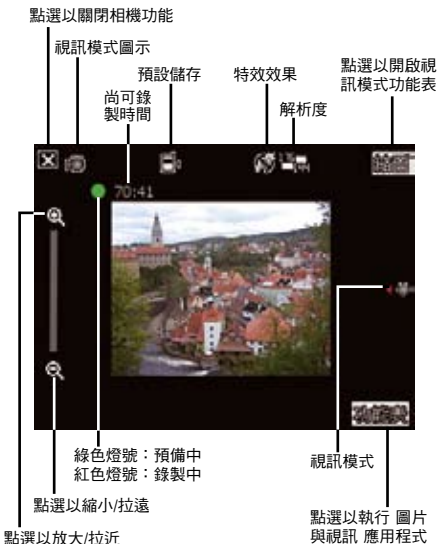 點選以關閉相機功能
視訊模式圖示
預設儲存
特效效果
點選以開啟視
訊模式功能表
尚可錄
製時間
解析度
70:41
綠色燈號：預備中
紅色燈號：錄製中
視訊模式
點選以縮小/拉遠
點選以執行 圖片
與視訊 應用程式
點選以放大/拉近